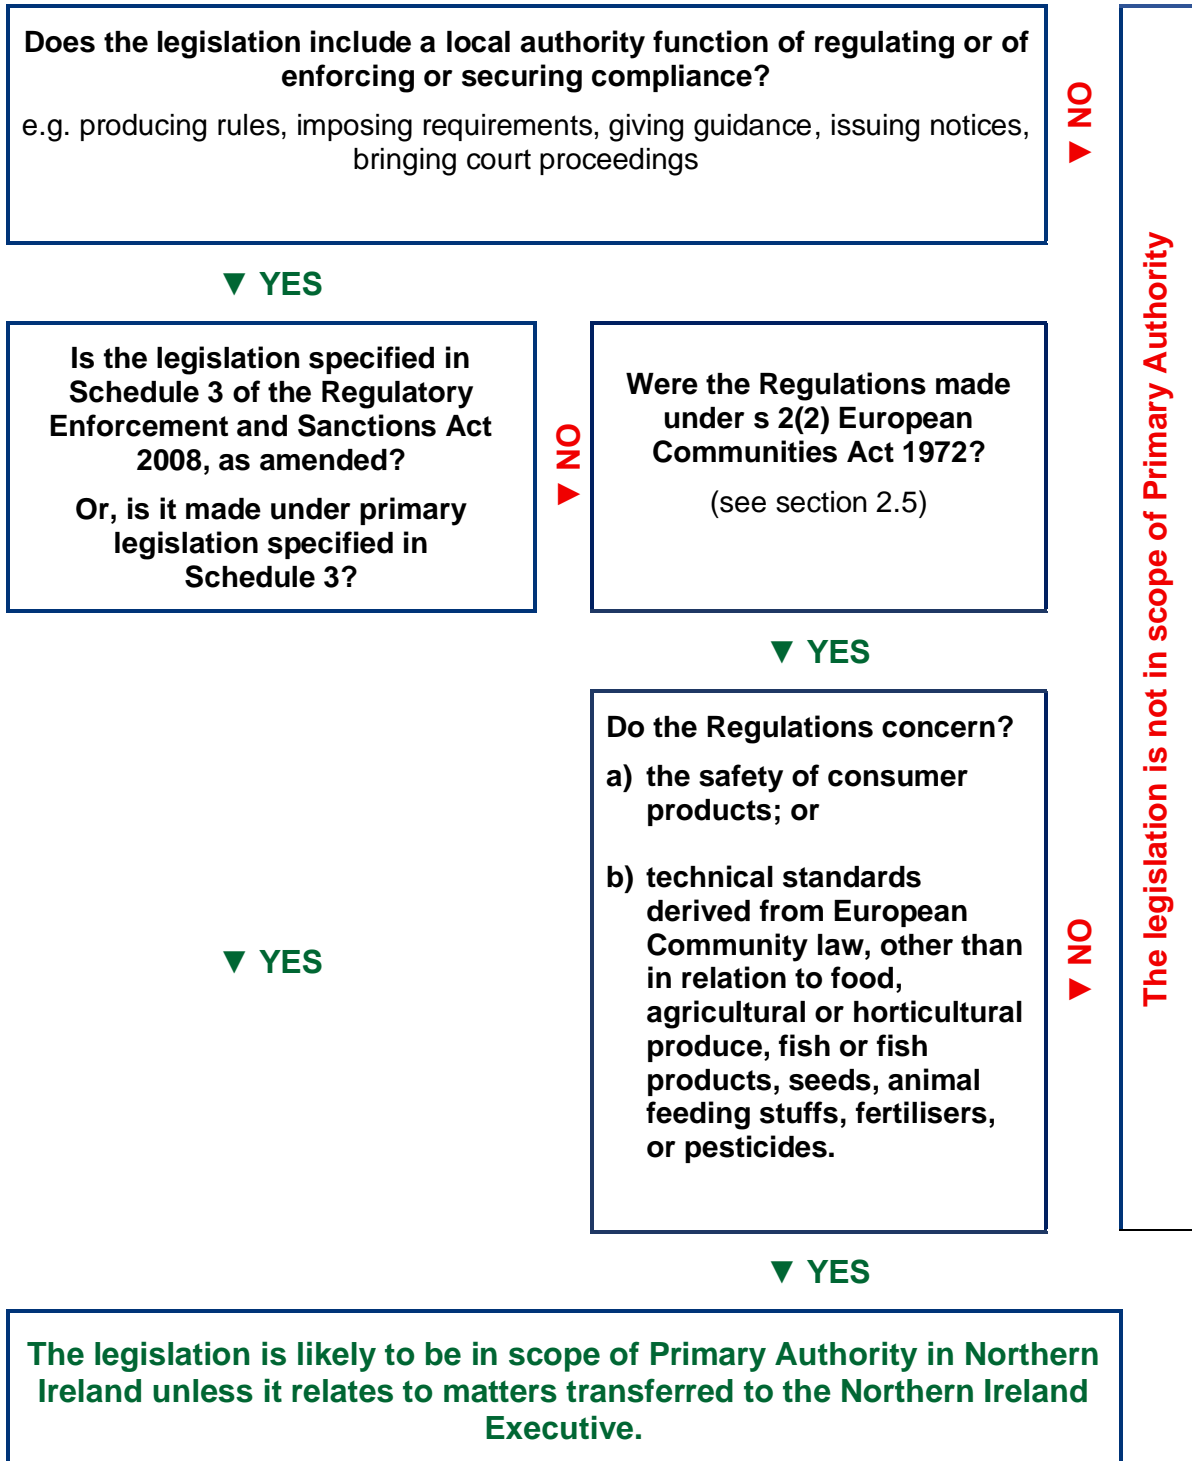 Does the legislation include a local authority function of regulating or of
enforcing or securing compliance?
e.g. producing rules, imposing requirements, giving guidance, issuing notices,
bringing court proceedings
▼ NO
▼ YES
Is the legislation specified in
Schedule 3 of the Regulatory
Enforcement and Sanctions Act
2008, as amended?
Or, is it made under primary
legislation specified in
Schedule 3?
▼ NO
Were the Regulations made
under s 2(2) European
Communities Act 1972?
(see section 2.5)
▼ YES
Do the Regulations concern?
a) the safety of consumer
products; or
b) technical standards
derived from European
Community law, other than
in relation to food,
agricultural or horticultural
produce, fish or fish
products, seeds, animal
feeding stuffs, fertilisers,
or pesticides.
▼ NO
▼ YES
▼ YES
The legislation is not in scope of Primary Authority
The legislation is likely to be in scope of Primary Authority in Northern
Ireland unless it relates to matters transferred to the Northern Ireland
Executive.